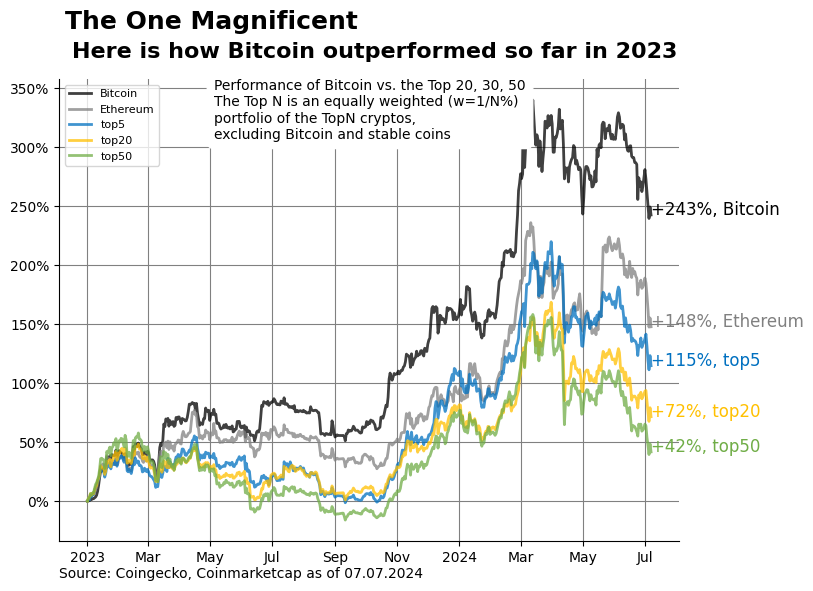 The One Magnificent
Here is how Bitcoin outperformed so far in 2023
Performance of Bitcoin vs. the Top 20, 30, 50
The Top N is an equally weighted (w=1/N%)
portfolio of the TopN cryptos,
excluding Bitcoin and stable coins
Bitcoin
Ethereum
top5
top20
top50
350%
300%
250%
200%
150%
100%
50%
0%
+243%, Bitcoin
+148%, Ethereum
+115%, top5
+72%, top20
+42%, top50
2023 Mar May Jul Sep Nov 2024 Mar May Jul
Source: Coingecko, Coinmarketcap as of 07.07.2024